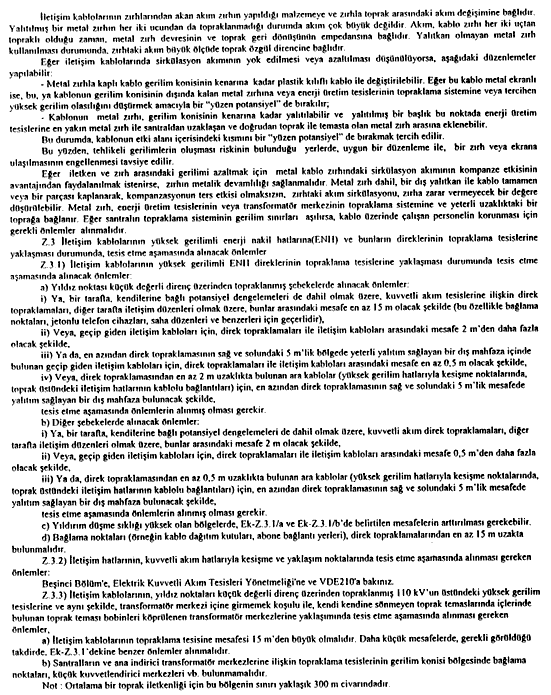 İletişim kablolarının zırhlarından akan akım zırhın yapıldığı malzemeye ve zırhla toprak arasındaki akım değişimine bağlıdır.
Yalıtılmış bir metal zırhın her iki ucundan da topraklanmadığı durumda akım çok büyük değildir. Akım, kablo zırhı her iki uçtan
topraklı olduğu zaman, metal zırh devresinin ve toprak geri dönüşünün empedansına bağlıdır. Yalıtkan olmayan metal zırh
kullanılması durumunda, zırhtaki akım büyük ölçüde toprak özgül direncine bağlıdır.
Eğer iletişim kablolarında sirkülasyon akımının yok edilmesi veya azaltılması düşünülüyorsa, aşağıdaki düzenlemeler
yapılabilir:
- Metal zırhla kaplı kablo gerilim konisinin kenarına kadar plastik kılıflı kablo ile değiştirilebilir. Eğer bu kablo metal ekranlı
ise, bu, ya kablonun gerilim konisinin dışında kalan metal zırhına veya enerji üretim tesislerinin topraklama sistemine veya tercihen
yüksek gerilim olasılığını düşürmek amacıyla bir "yüzen potansiyel" de bırakılır;
- Kablonun metal zırhı, gerilim konisinin kenarına kadar yalıtılabilir ve yalıtılmış bir başlık bu noktada enerji üretim
tesislerine en yakın metal zırh ile santraldan uzaklaşan ve doğrudan toprak ile temasta olan metal zırh arasına eklenebilir.
Bu durumda, kablonun etki alanı içerisindeki kısmını bir "yüzen potansiyel" de bırakmak tercih edilir.
Bu yüzden, tehlikeli gerilimlerin oluşması riskinin bulunduğu yerlerde, uygun bir düzenleme ile, bir zırh veya ekrana
ulaşılmasının engellenmesi tavsiye edilir.
Eğer iletken ve zırh arasındaki gerilimi azaltmak için metal kablo zırhındaki sirkülasyon akımının kompanze etkisinin
avantajından faydalanılmak istenirse, zırhın metalik devamlılığı sağlanmalıdır. Metal zırh dahil, bir dış yalıtkan ile kablo tamamen
veya bir parçası kaplanarak, kompanzasyonun ters etkisi olmaksızın, zırhtaki akım sirkülasyonu, zırha zarar vermeyecek bir değere
düşürülebilir. Metal zırh, enerji üretim tesislerinin veya transformatör merkezinin topraklama sistemine ve yeterli uzaklıktaki bir
toprağa bağlanır. Eğer santralın topraklama sisteminin gerilim sınırları aşılırsa, kablo üzerinde çalışan personelin korunması için
gerekli önlemler alınmalıdır.
Z.3 İletişim kablolarının yüksek gerilimli enerji nakil hatlarına(ENH) ve bunların direklerinin topraklama tesislerine
yaklaşması durumunda, tesis etme aşamasında alınacak önlemler
Z.3.1) İletişim kablolarının yüksek gerilimli ENH direklerinin topraklama tesislerine yaklaşması durumunda tesis etme
aşamasında alınacak önlemler:
a) Yıldız noktası küçük değerli direnç üzerinden topraklanmış şebekelerde alınacak önlemler:
i) Ya, bir tarafta, kendilerine bağlı potansiyel dengelemeleri de dahil olmak üzere, kuvvetli akım tesislerine ilişkin direk
topraklamaları, diğer tarafta iletişim düzenleri olmak üzere, bunlar arasındaki mesafe en az 15 m olacak şekilde (bu özellikle bağlama
noktaları, jetonlu telefon cihazları, saha düzenleri ve benzerleri için geçerlidir),
ii) Veya, geçip giden iletişim kabloları için, direk topraklamaları ile iletişim kabloları arasındaki mesafe 2 m'den daha fazla
olacak şekilde,
iii) Ya da, en azından direk topraklamasının sağ ve solundaki 5 m'lik bölgede yeterli yalıtım sağlayan bir dış mahfaza içinde
bulunan geçip giden iletişim kabloları için, direk topraklamaları ile iletişim kabloları arasındaki mesafe en az 0,5 m olacak şekilde,
iv) Veya, direk topraklamasından en az 2 m uzaklıkta bulunan ara kablolar (yüksek gerilim hatlarıyla kesişme noktalarında,
toprak üstündeki iletişim hatlarının kablolu bağlantıları) için, en azından direk topraklamasının sağ ve solundaki 5 m'lik mesafede
yalıtım sağlayan bir dış mahfaza bulunacak şekilde,
tesis etme aşamasında önlemlerin alınmış olması gerekir.
b) Diğer şebekelerde alınacak önlemler:
i) Ya, bir tarafta, kendilerine bağlı potansiyel dengelemeleri de dahil olmak üzere, kuvvetli akım direk topraklamaları, diğer
tarafta iletişim düzenleri olmak üzere, bunlar arasındaki mesafe 2 m olacak şekilde,
ii) Veya, geçip giden iletişim kabloları için, direk topraklamaları ile iletişim kabloları arasındaki mesafe 0,5 m'den daha fazla
olacak şekilde,
iii) Ya da, direk topraklamasından en az 0,5 m uzaklıkta bulunan ara kablolar (yüksek gerilim hatlarıyla kesişme noktalarında,
toprak üstündeki iletişim hatlarının kablolu bağlantıları) için, en azından direk topraklamasının sağ ve solundaki 5 m'lik mesafede
yalıtım sağlayan bir dış mahfaza bulunacak şekilde,
tesis etme aşamasında önlemlerin alınmış olması gerekir.
c) Yıldırım düşme sıklığı yüksek olan bölgelerde, Ek-Z.3.1/a ve Ek-Z.3.1/b'de belirtilen mesafelerin arttırılması gerekebilir.
d) Bağlama noktaları (örneğin kablo dağıtım kutuları, abone bağlantı yerleri), direk topraklamalarından en az 15 m uzakta
bulunmalıdır.
Z.3.2) İletişim hatlarının, kuvvetli akım hatlarıyla kesişme ve yaklaşım noktalarında tesis etme aşamasında alınması gereken
önlemler:
Beşinci Bölüm'e, Elektrik Kuvvetli Akım Tesisleri Yönetmeliği'ne ve VDE210'a bakınız.
Z.3.3) İletişim kablolarının, yıldız noktaları küçük değerli direnç üzerinden topraklanmış 110 kV'un üstündeki yüksek gerilim
tesislerine ve aynı şekilde, transformatör merkezi içine girmemek koşulu ile, kendi kendine sönmeyen toprak temaslarında içlerinde
bulunan toprak teması bobinleri köprülenen transformatör merkezlerine yaklaşımında tesis etme aşamasında alınması gereken
önlemler,
a) İletişim kablolarının topraklama tesisine mesafesi 15 m'den büyük olmalıdır. Daha küçük mesafelerde, gerekli görüldüğü
takdirde, Ek-Z.3.1'dekine benzer önlemler alınmalıdır.
b) Santralların ve ana indirici transformatör merkezlerine ilişkin topraklama tesislerinin gerilim konisi bölgesinde bağlama
noktaları, küçük kuvvetlendirici merkezleri vb. bulunmamalıdır.
Not : Ortalama bir toprak iletkenliği için bu bölgenin sınırı yaklaşık 300 m civarındadır.